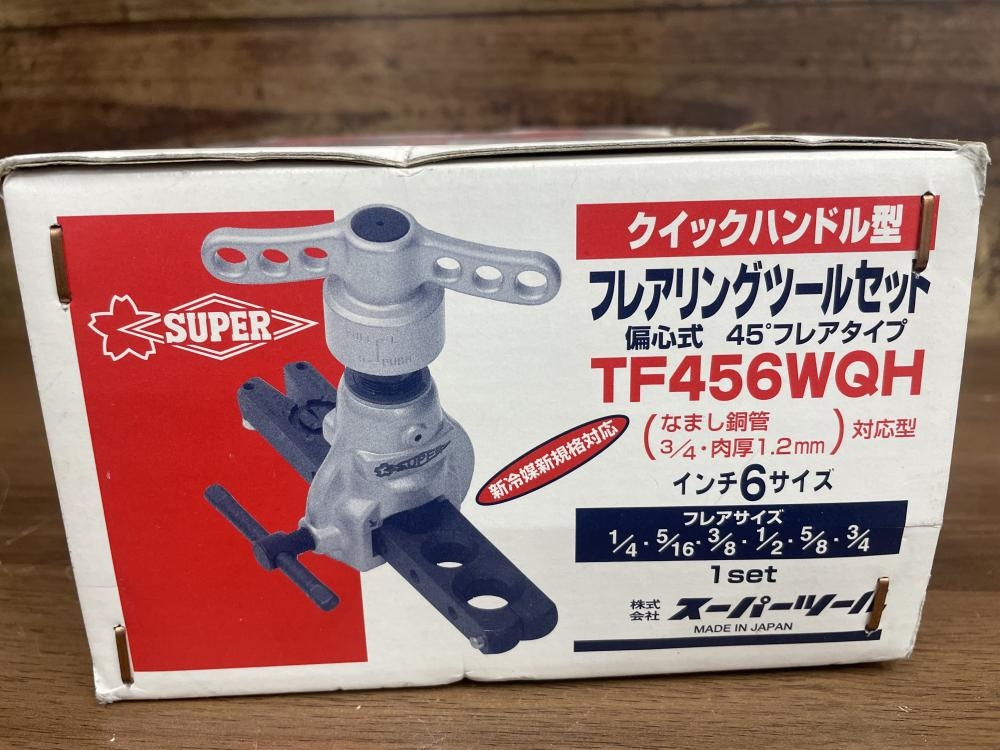 SUPER
PUSH
SUPER
新冷媒新規格対応
クイックハンドル型
フレアリングツールセット
偏心式 45°フレアタイプ
TF456WQH
(なまし銅管
3/4・肉厚1.2mm) 対応型
インチ6サイズ
フレアサイズ
1/4・5/16・3/8・1/2・5/8・3/4
1set
株式会社 スーパーツール
MADE IN JAPAN